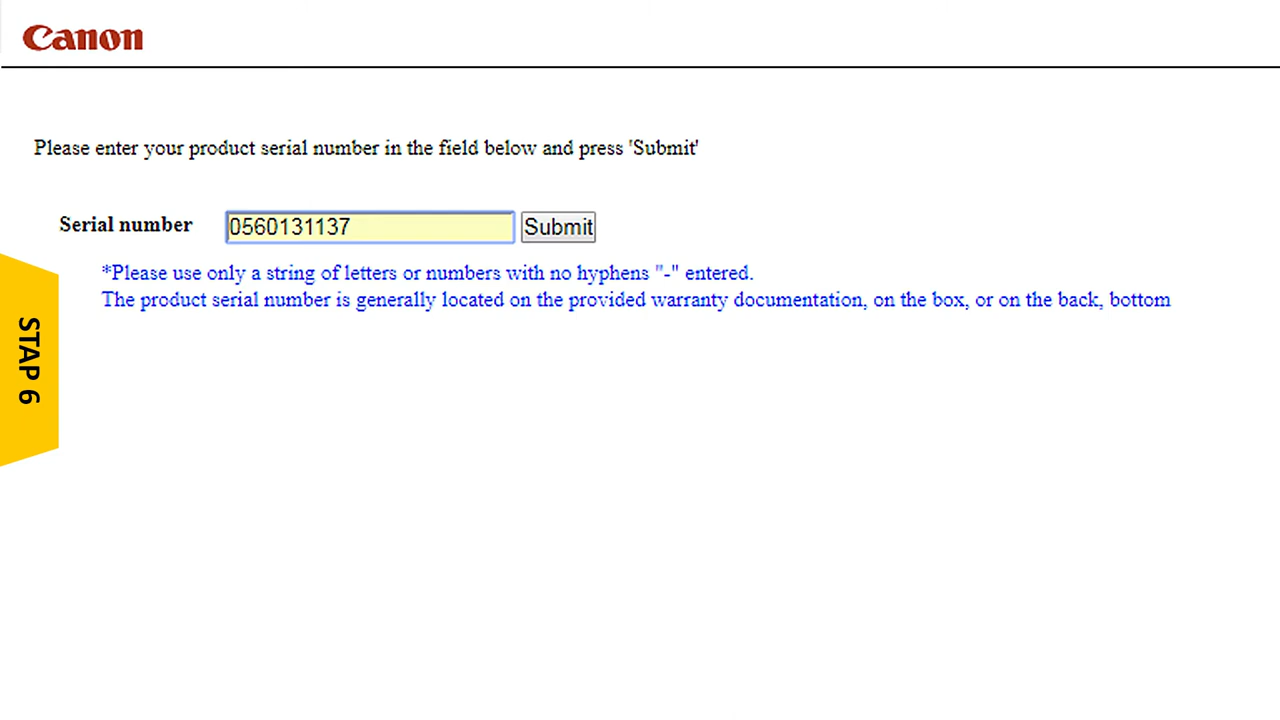 Canon
Please enter your product serial number in the field below and press 'Submit'
Serial number 0560131137 Submit
*Please use only a string of letters or numbers with no hyphens "-" entered.
The product serial number is generally located on the provided warranty documentation, on the box, or on the back, bottom
STAP 6